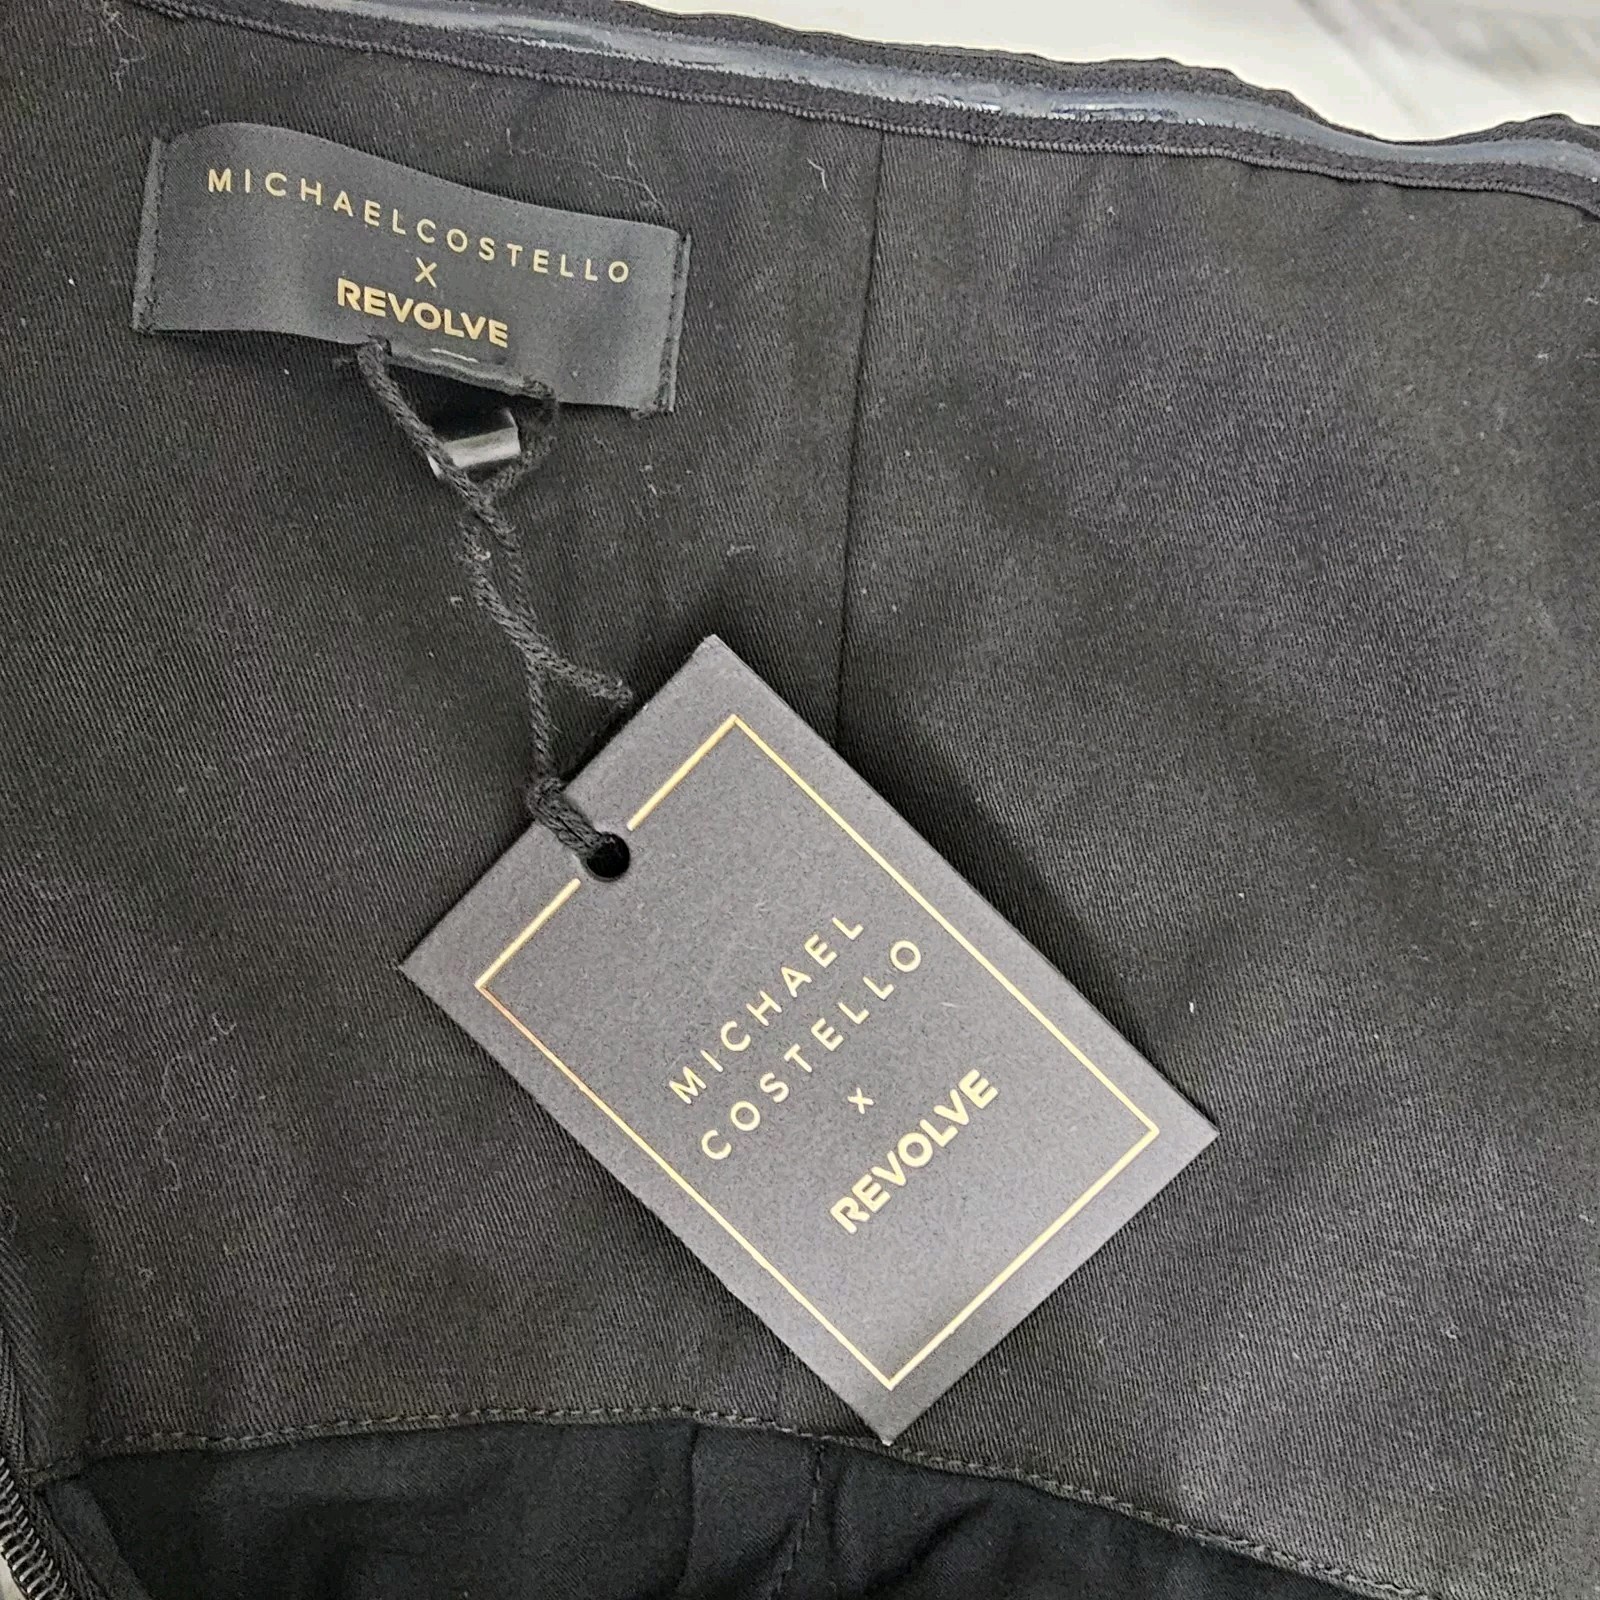 MICHAELCOSTELLO
X
REVOLVE
MICHAEL
COSTELLO
x
REVOLVE